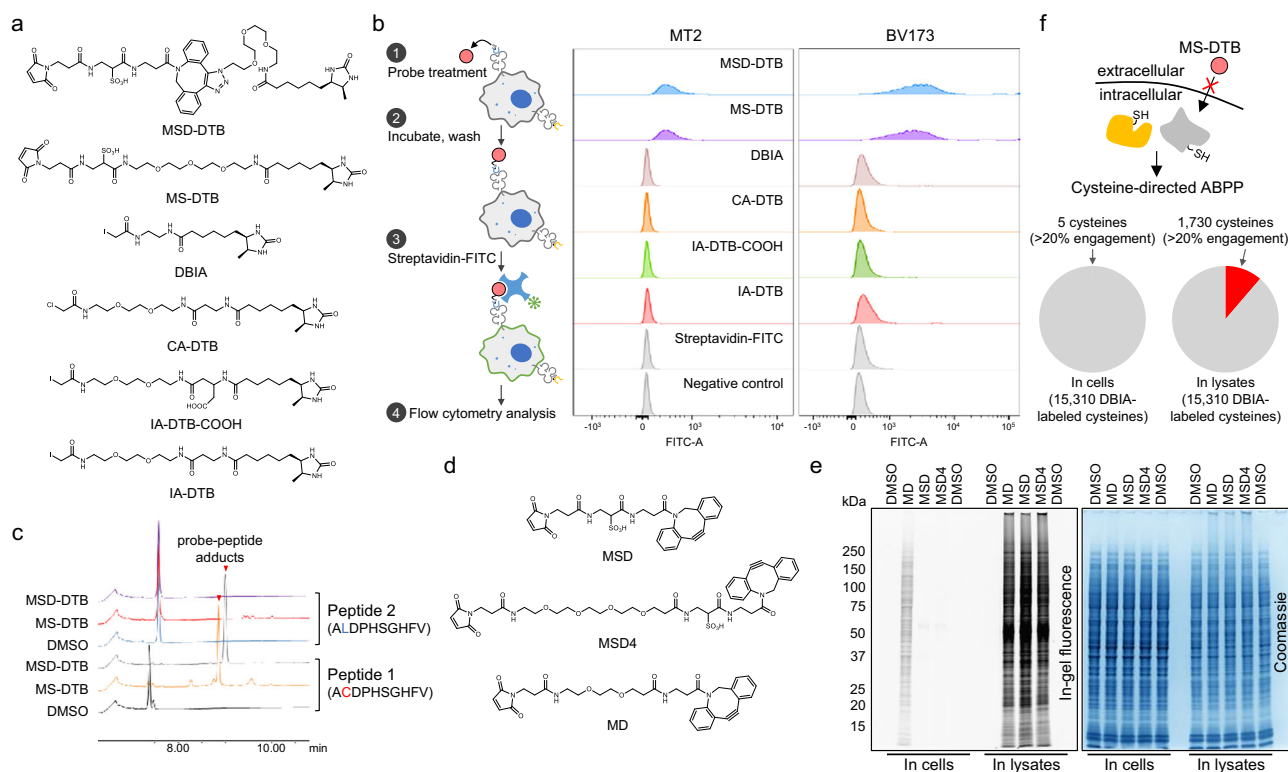 a
MSD-DTB
MS-DTB
DBIA
CA-DTB
IA-DTB-COOH
IA-DTB
b
1
Probe treatment
2
Incubate, wash
3
Streptavidin-FITC
4 Flow cytometry analysis
MT2
BV173
MSD-DTB
MS-DTB
DBIA
CA-DTB
IA-DTB-COOH
IA-DTB
Streptavidin-FITC
Negative control
-10³ 0 10³ 10⁴
FITC-A
-10³ 0 10³ 10⁴ 10⁵
FITC-A
c
probe-peptide
adducts
MSD-DTB
MS-DTB
DMSO
Peptide 2
(ALDPHSGHFV)
MSD-DTB
MS-DTB
DMSO
Peptide 1
(ACDPHSGHFV)
8.00 10.00 min
d
MSD
MSD4
MD
e
kDa
250
150
100
75
50
37
25
20
15
DMSO
MD
MSD
MSD4
DMSO
DMSO
MD
MSD
MSD4
DMSO
In-gel fluorescence
In cells
In lysates
DMSO
MD
MSD
MSD4
DMSO
DMSO
MD
MSD
MSD4
DMSO
Coomassie
In cells
In lysates
f
MS-DTB
extracellular
intracellular
SH
SH
Cysteine-directed ABPP
5 cysteines
(>20% engagement)
1,730 cysteines
(>20% engagement)
In cells
(15,310 DBIA-
labeled cysteines)
In lysates
(15,310 DBIA-
labeled cysteines)